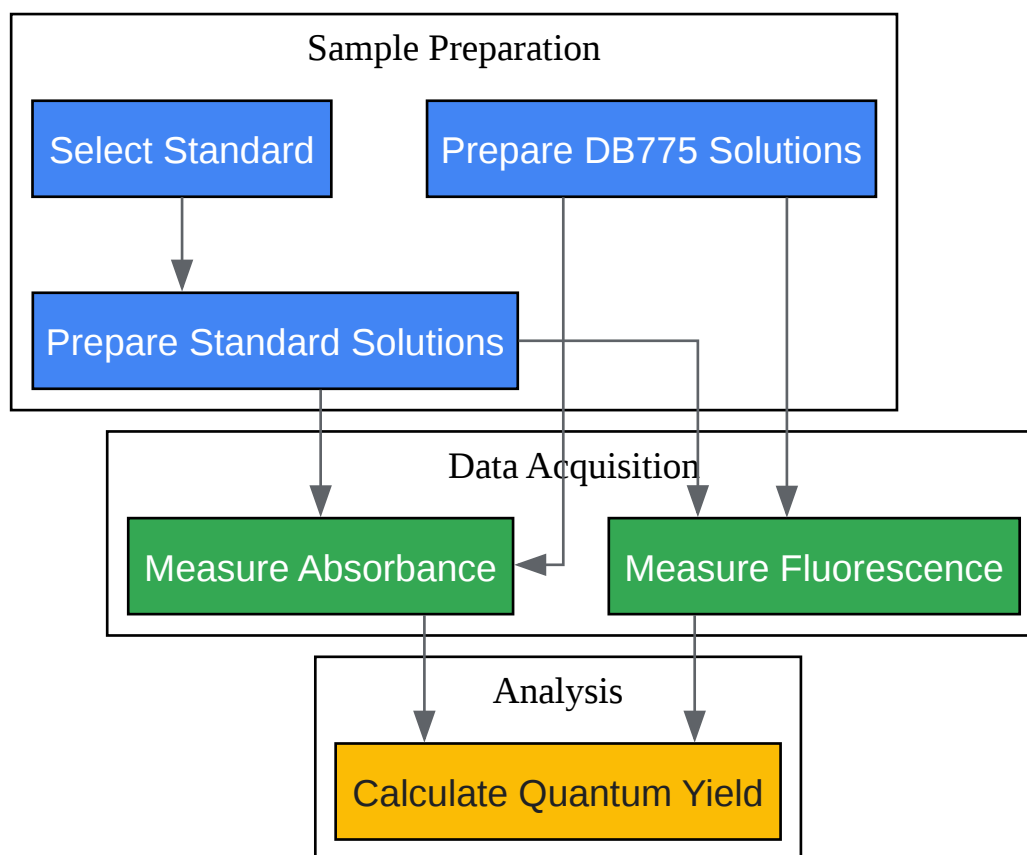 Sample Preparation
Select Standard
Prepare DB775 Solutions
Prepare Standard Solutions
Data Acquisition
Measure Absorbance
Measure Fluorescence
Analysis
Calculate Quantum Yield